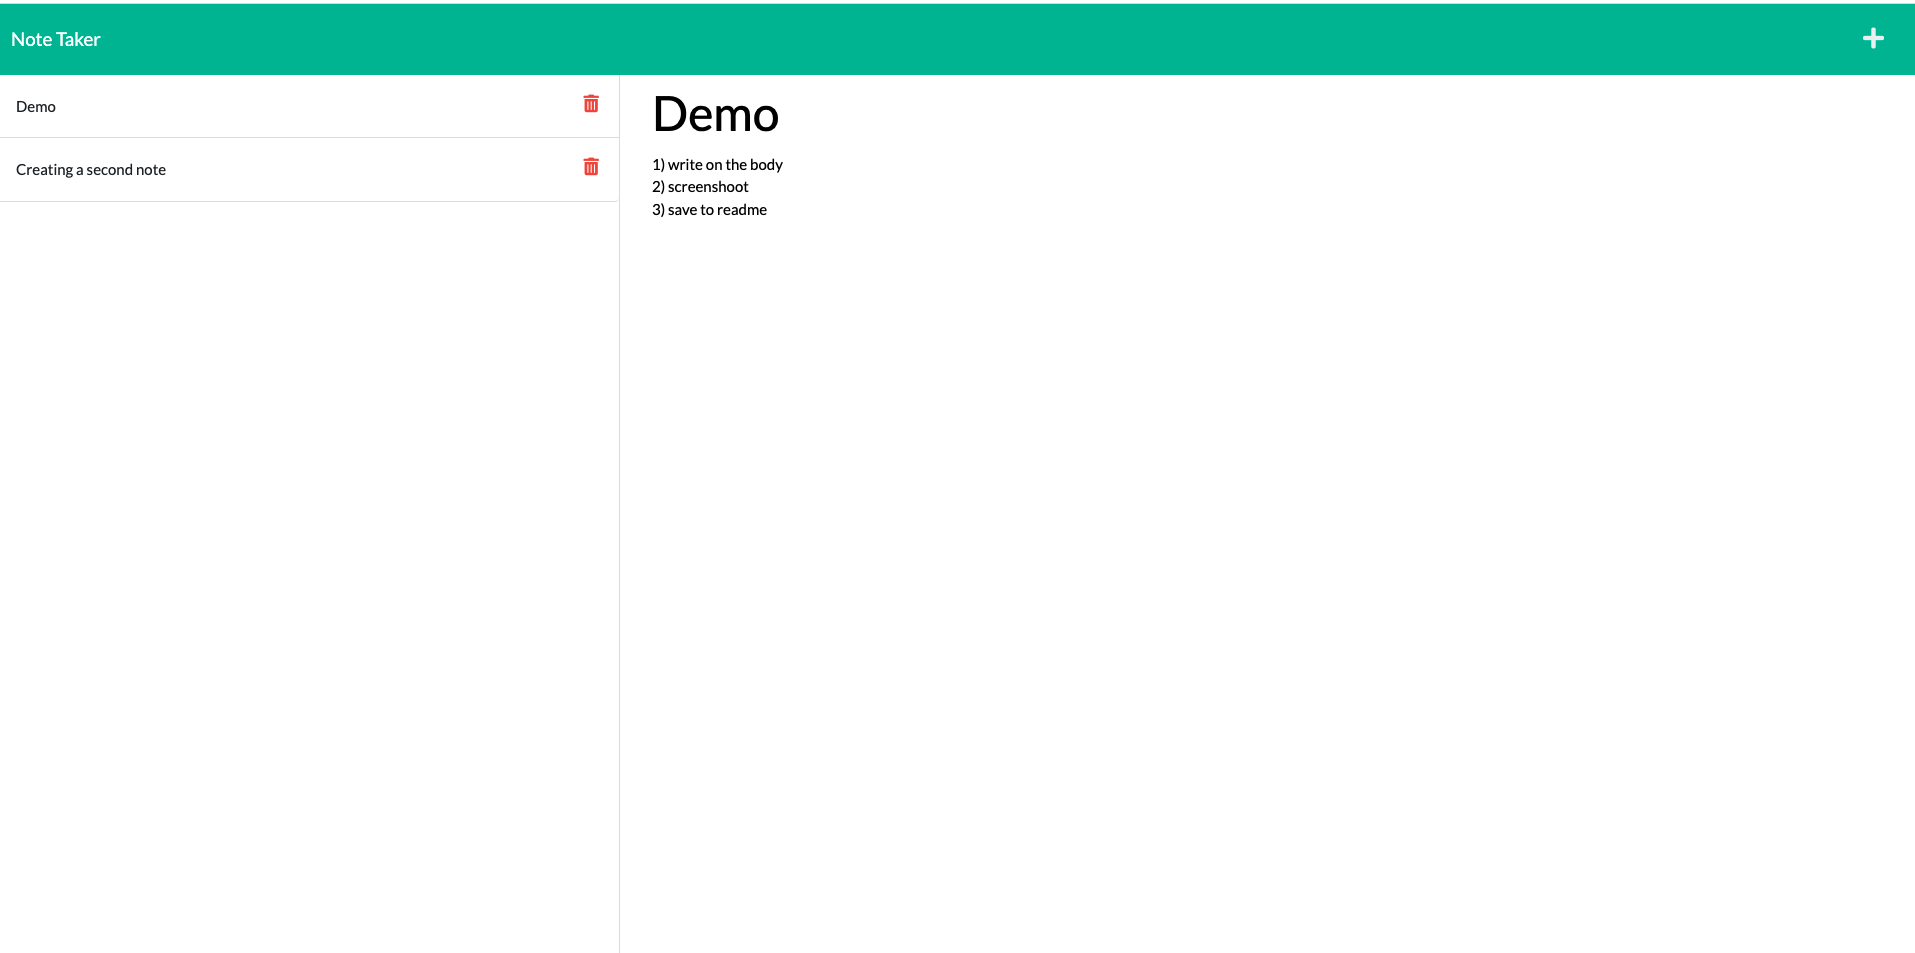 Note Taker
Demo
Creating a second note
Demo
1) write on the body
2) screenshoot
3) save to readme